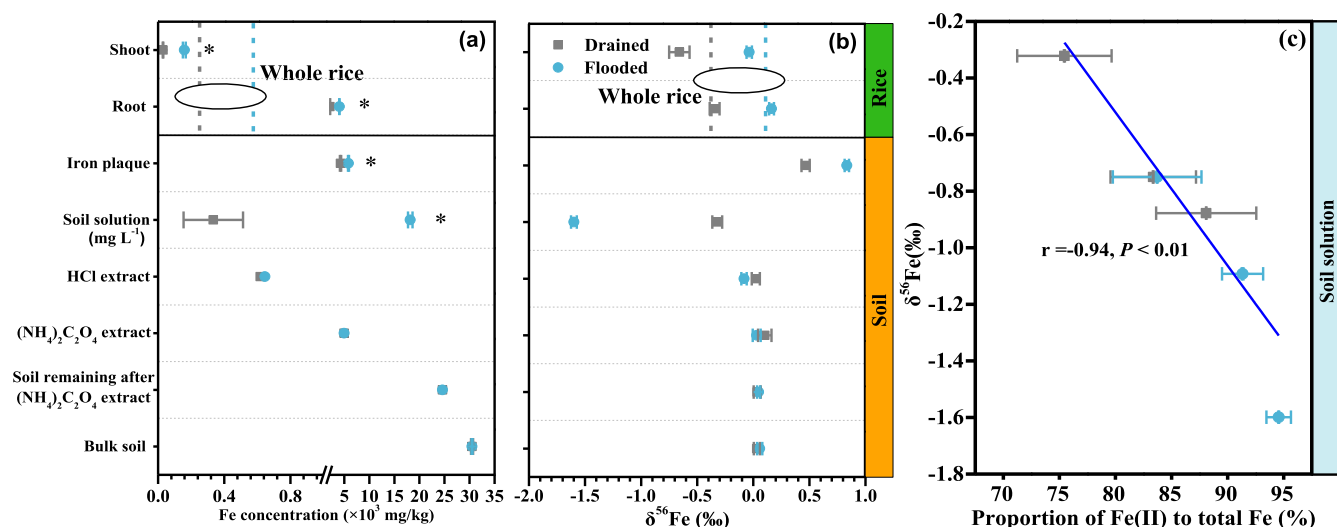 (a)
Shoot
*
Whole rice
Root
*
Iron plaque
*
Soil solution
(mg L⁻¹)
*
HCl extract
(NH₄)₂C₂O₄ extract
Soil remaining after
(NH₄)₂C₂O₄ extract
Bulk soil
0.0 0.4 0.8 5 10 15 20 25 30 35
Fe concentration (×10³ mg/kg)
(b)
Drained
Flooded
Whole rice
Rice
Soil
-2.0 -1.5 -1.0 -0.5 0.0 0.5 1.0
δ⁵⁶Fe (‰)
(c)
-0.2
-0.4
-0.6
-0.8
-1.0
-1.2
-1.4
-1.6
-1.8
δ⁵⁶Fe(‰)
r =-0.94, P < 0.01
Soil solution
70 75 80 85 90 95
Proportion of Fe(II) to total Fe (%)